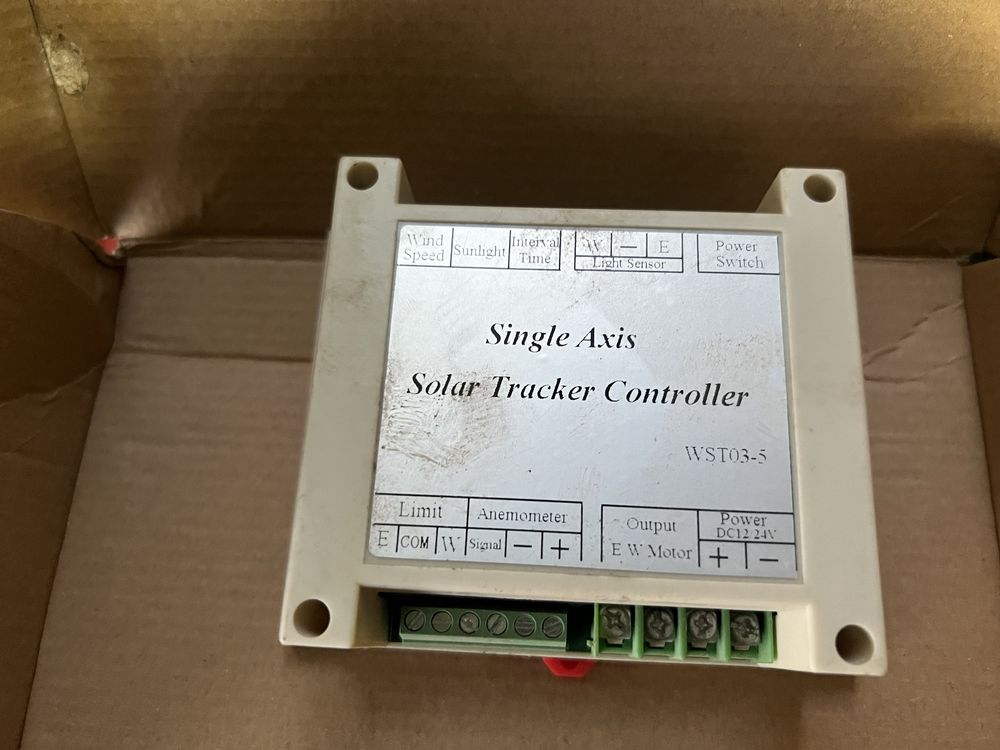 Wind Speed Sunlight Interval Time W — E Power Switch
Light Sensor
Single Axis
Solar Tracker Controller
WST03-5
Limit Anemometer Output Power
DC12 24V
E COM W Signal — + E W Motor + —